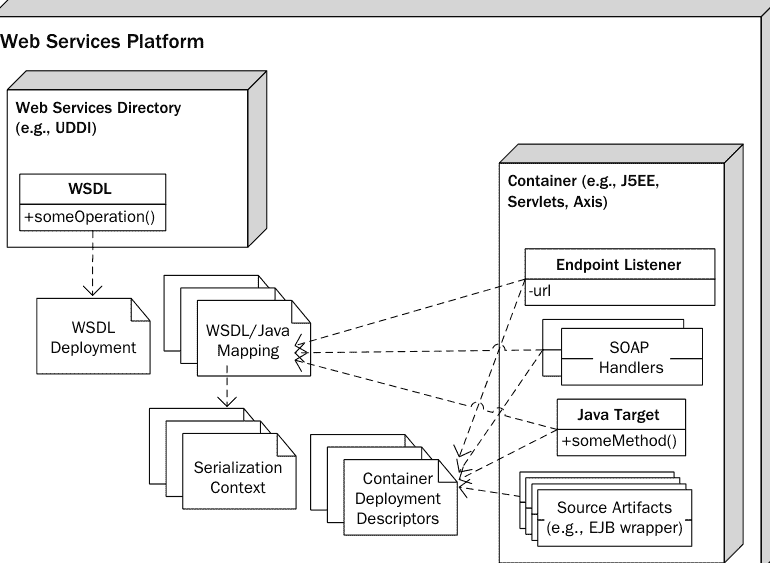 Web Services Platform
Web Services Directory
(e.g., UDDI)
WSDL
+someOperation()
WSDL
Deployment
WSDL/Java
Mapping
Serialization
Context
Container
Deployment
Descriptors
Container (e.g., J5EE,
Servlets, Axis)
Endpoint Listener
-url
SOAP
Handlers
Java Target
+someMethod()
Source Artifacts
(e.g., EJB wrapper)